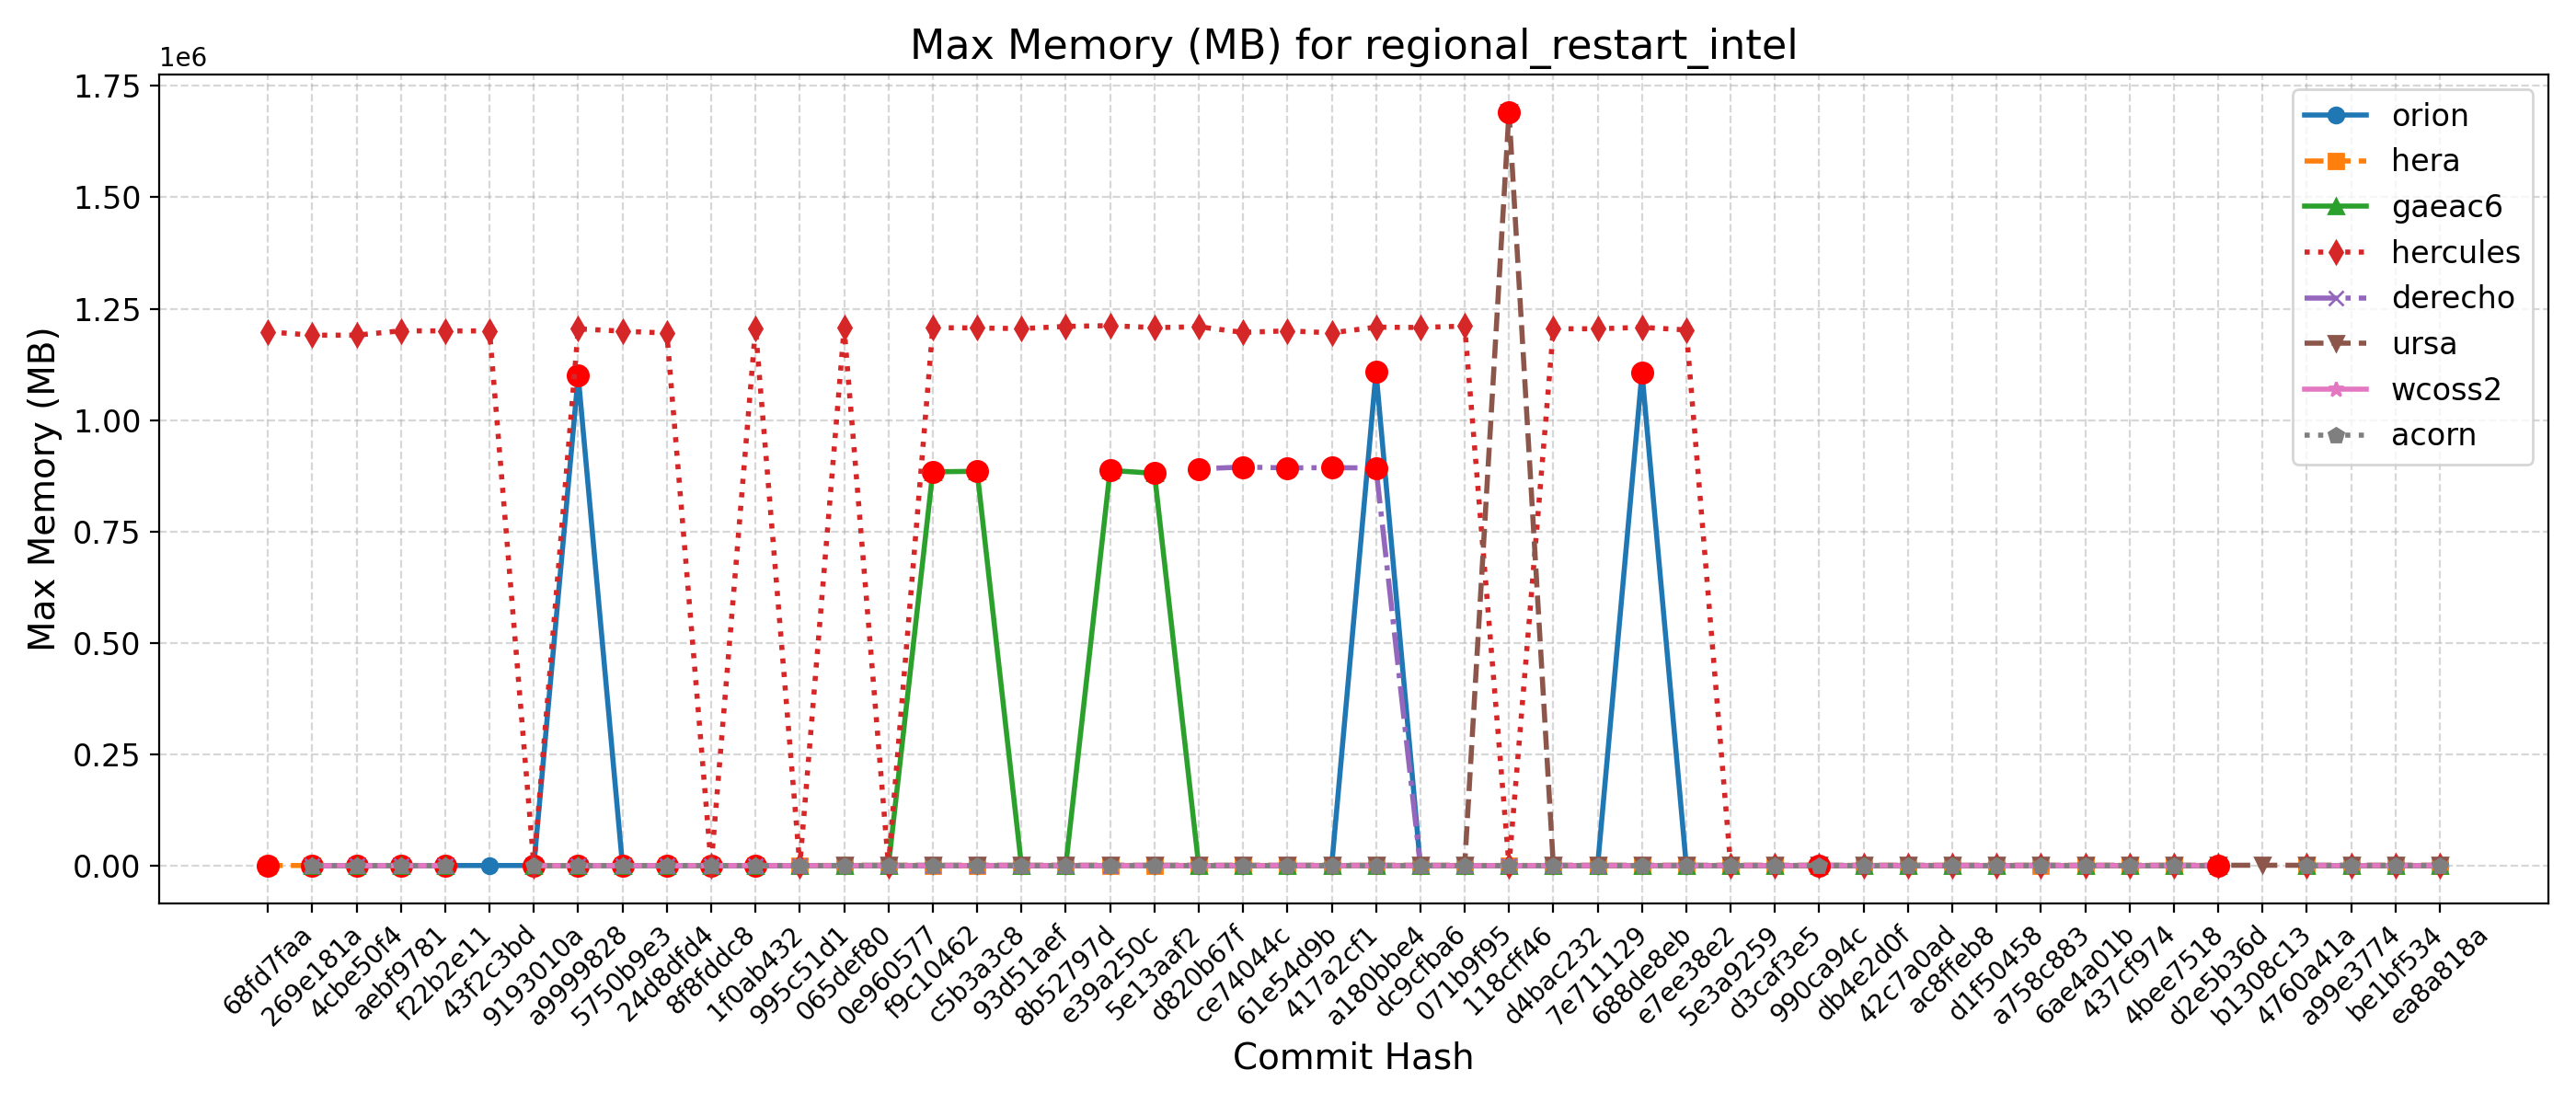 Max Memory (MB) for regional_restart_intel
1e6
1.75
1.50
1.25
1.00
0.75
0.50
0.25
0.00
Max Memory (MB)
orion
hera
gaeac6
hercules
derecho
ursa
wcoss2
acorn
68fd7faa
269e181a
4cbe50f4
aebf9781
f22b2e11
43f2c3bd
9193010a
a9999828
5750b9e3
24d8dfd4
8f8fddc8
1f0ab432
995c51d1
065def80
0e960577
f9c10462
c5b3a3c8
93d51aef
8b52797d
e39a250c
5e13aaf2
d820b67f
ce74044c
61e54d9b
417a2cf1
a180bbe4
dc9cfba6
071b9f95
118cff46
d4bac232
7e711129
688de8eb
e7ee38e2
5e3a9259
d3caf3e5
990ca94c
db4e2d0f
42c7a0ad
ac8ffeb8
d1f50458
a758c883
6ae4a01b
437cf974
4bee7518
d2e5b36d
b1308c13
4760a41a
a99e3774
be1bf534
ea8a818a
Commit Hash